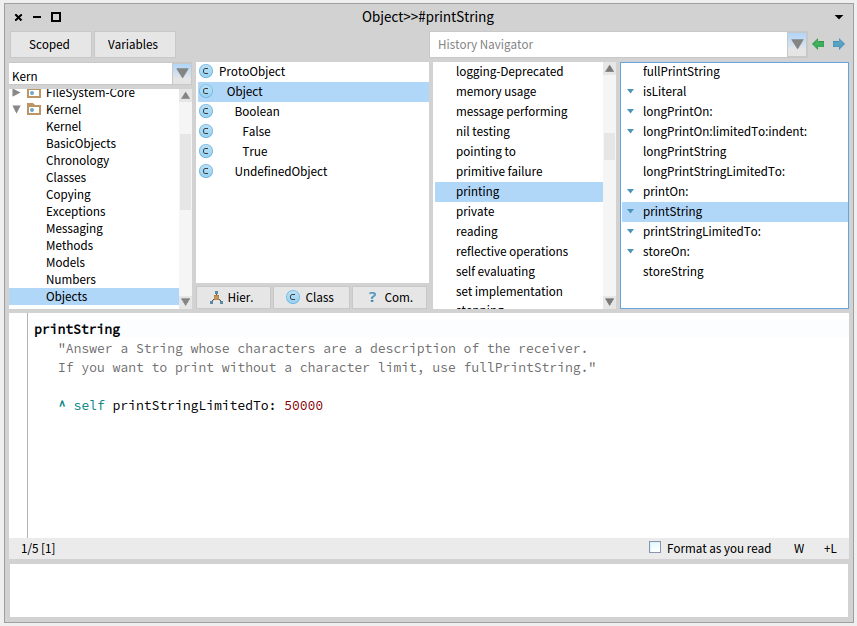 Object>>#printString
Scoped
Variables
History Navigator
Kern
FileSystem-Core
Kernel
Kernel
BasicObjects
Chronology
Classes
Copying
Exceptions
Messaging
Methods
Models
Numbers
Objects
ProtoObject
Object
Boolean
False
True
UndefinedObject
Hier.
Class
? Com.
logging-Deprecated
memory usage
message performing
nil testing
pointing to
primitive failure
printing
private
reading
reflective operations
self evaluating
set implementation
stepping
fullPrintString
isLiteral
longPrintOn:
longPrintOn:limitedTo:indent:
longPrintString
longPrintStringLimitedTo:
printOn:
printString
printStringLimitedTo:
storeOn:
storeString
printString
"Answer a String whose characters are a description of the receiver.
If you want to print without a character limit, use fullPrintString."
^ self printStringLimitedTo: 50000
1/5 [1]
Format as you read
W
+L